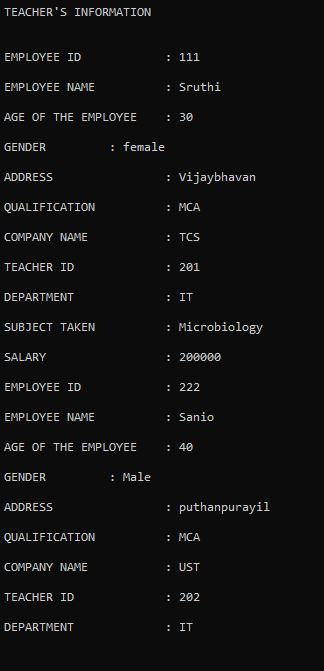 TEACHER'S INFORMATION
EMPLOYEE ID : 111
EMPLOYEE NAME : Sruthi
AGE OF THE EMPLOYEE : 30
GENDER : female
ADDRESS : Vijaybhavan
QUALIFICATION : MCA
COMPANY NAME : TCS
TEACHER ID : 201
DEPARTMENT : IT
SUBJECT TAKEN : Microbiology
SALARY : 200000
EMPLOYEE ID : 222
EMPLOYEE NAME : Sanio
AGE OF THE EMPLOYEE : 40
GENDER : Male
ADDRESS : puthanpurayil
QUALIFICATION : MCA
COMPANY NAME : UST
TEACHER ID : 202
DEPARTMENT : IT